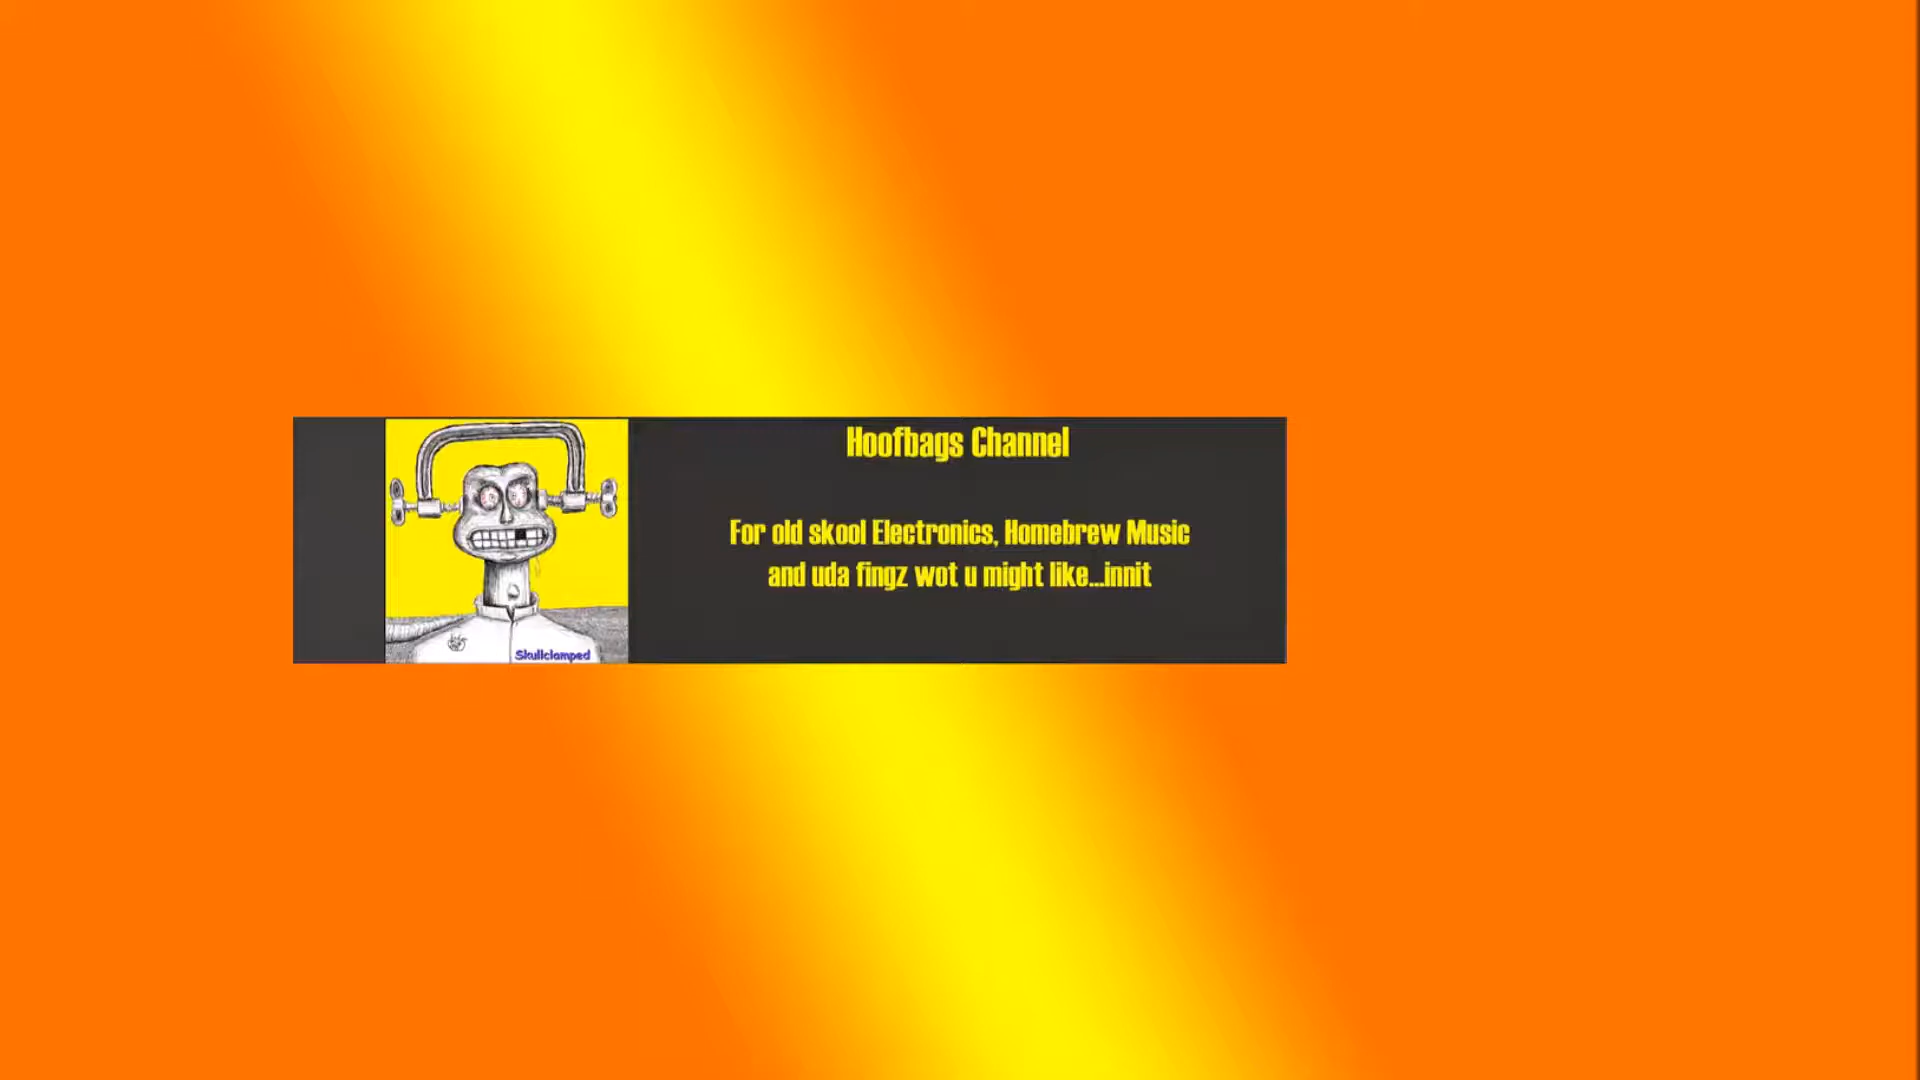 Hoofbags Channel
For old skool Electronics, Homebrew Music
and uda fingz wot u might like...innit
Skullclamped